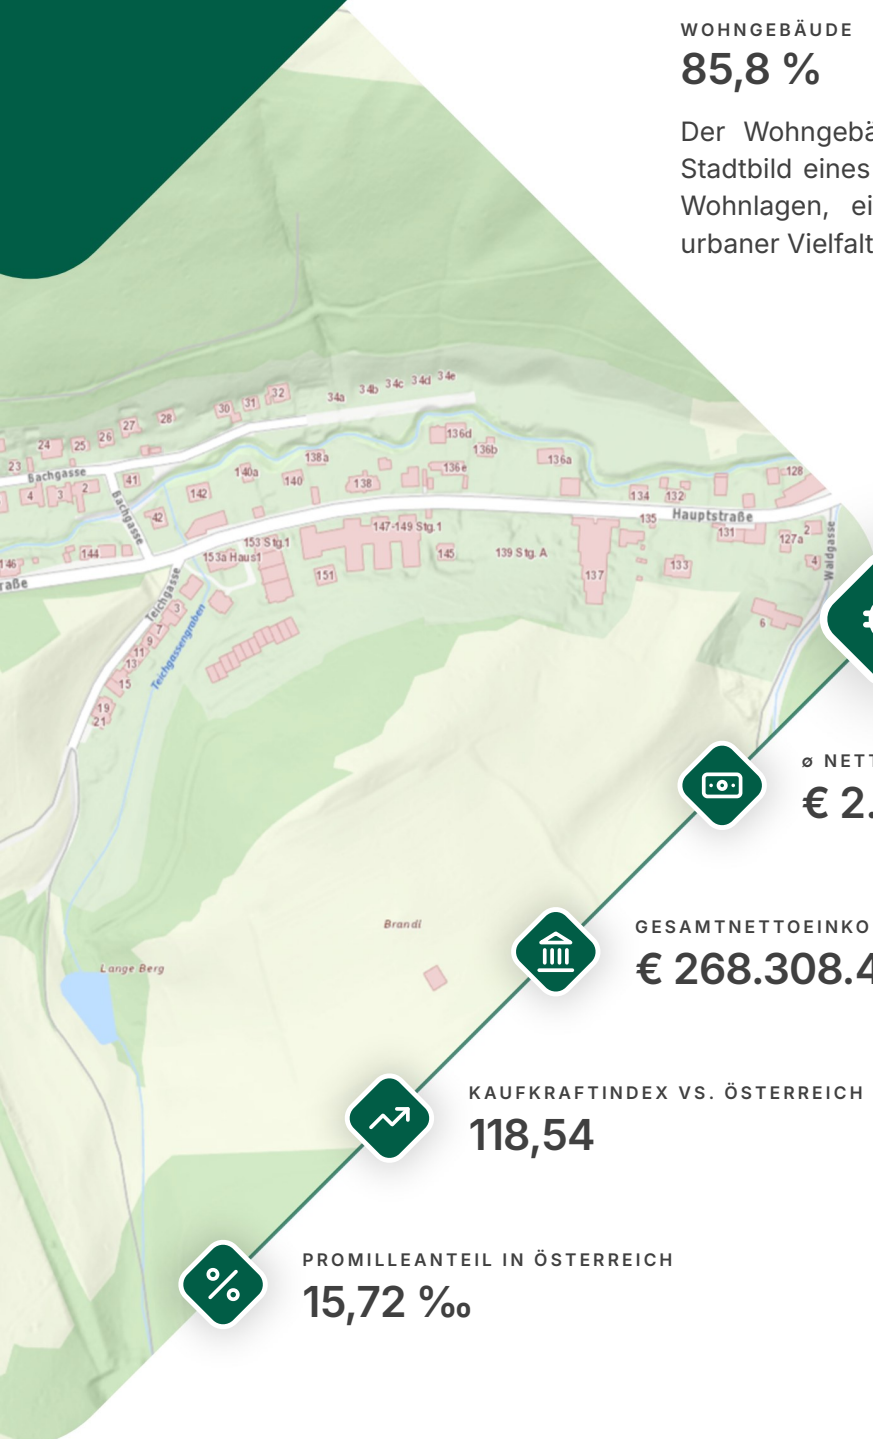 WOHNGEBÄUDE
85,8 %
Der Wohngebä
Stadtbild eines
Wohnlagen, ei
urbaner Vielfalt
34a 34b 34c 34d 34e
30 31 32
24 25 26 27 28
23
Bachgasse
4 3 2 41
Bachgasse
42
142
140a
140
138a
138
136d
136b
136e
136a
134 132
128
135
Hauptstraße
131
127a
2
4
Waldgasse
146
144
raße
153 Stg.1
153a Haus1
147-149 Stg.1
151
145
139 Stg. A
137
133
6
Teichgasse
3
7
9
11
13
15
19
21
Teichgassengraben
Brandl
Lange Berg
ø NETT
€ 2.
GESAMTNETTOEINKO
€ 268.308.4
KAUFKRAFTINDEX VS. ÖSTERREICH
118,54
PROMILLEANTEIL IN ÖSTERREICH
15,72 ‰